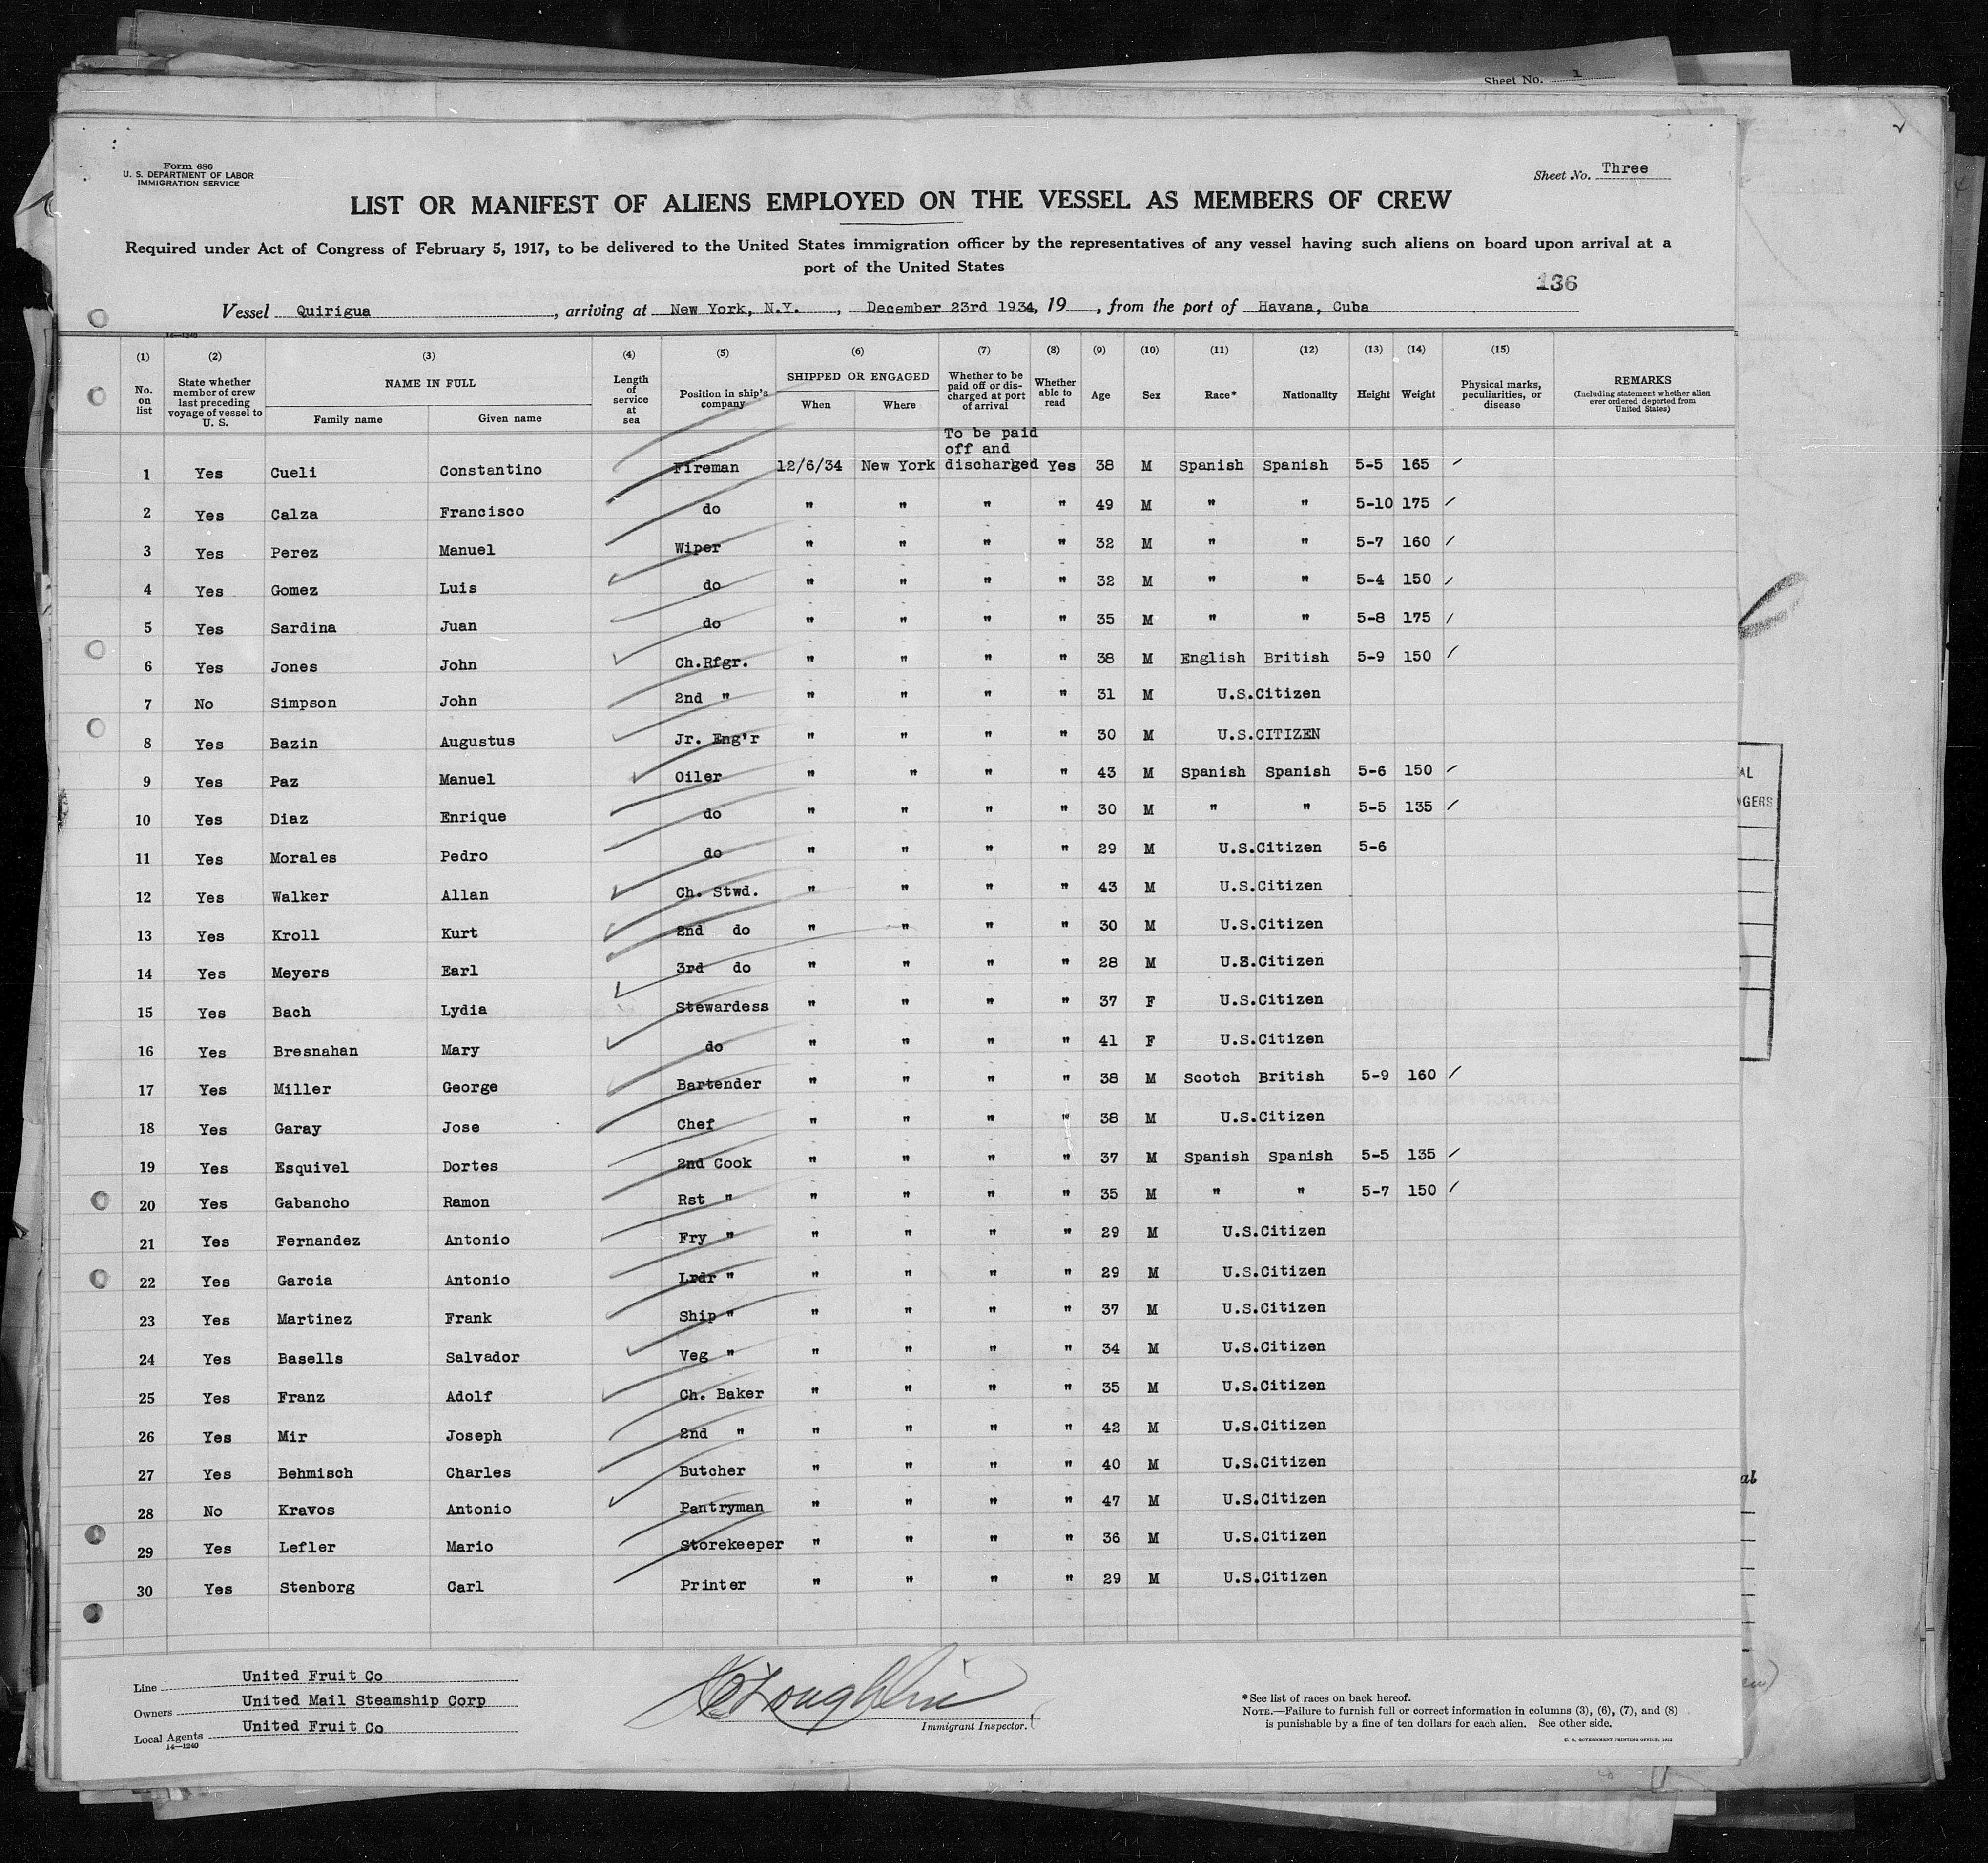 Sheet No. 1
Form 680
U. S. DEPARTMENT OF LABOR
IMMIGRATION SERVICE
Sheet No. Three
LIST OR MANIFEST OF ALIENS EMPLOYED ON THE VESSEL AS MEMBERS OF CREW
Required under Act of Congress of February 5, 1917, to be delivered to the United States immigration officer by the representatives of any vessel having such aliens on board upon arrival at a
port of the United States
136
Vessel Quirigua, arriving at New York, N.Y., December 23rd 1934, 19, from the port of Havana, Cuba
14—1240
(1) (2) (3) (4) (5) (6) (7) (8) (9) (10) (11) (12) (13) (14) (15)
No. on list State whether member of crew last preceding voyage of vessel to U. S. NAME IN FULL Family name Given name Length of service at sea Position in ship's company SHIPPED OR ENGAGED When Where Whether to be paid off or discharged at port of arrival Whether able to read Age Sex Race* Nationality Height Weight Physical marks, peculiarities, or disease REMARKS (Including statement whether alien ever ordered deported from United States)
To be paid
off and
1 Yes Cueli Constantino Fireman 12/6/34 New York discharged Yes 38 M Spanish Spanish 5-5 165
2 Yes Calza Francisco do " " " " 49 M " " 5-10 175
3 Yes Perez Manuel Wiper " " " " 32 M " " 5-7 160
4 Yes Gomez Luis do " " " " 32 M " " 5-4 150
5 Yes Sardina Juan do " " " " 35 M " " 5-8 175
6 Yes Jones John Ch.Rfgr. " " " " 38 M English British 5-9 150
7 No Simpson John 2nd " " " " " 31 M U.S.Citizen
8 Yes Bazin Augustus Jr. Eng'r " " " " 30 M U.S.CITIZEN
9 Yes Paz Manuel Oiler " " " " 43 M Spanish Spanish 5-6 150
10 Yes Diaz Enrique do " " " " 30 M " " 5-5 135
11 Yes Morales Pedro do " " " " 29 M U.S.Citizen 5-6
12 Yes Walker Allan Ch. Stwd. " " " " 43 M U.S.Citizen
13 Yes Kroll Kurt 2nd do " " " " 30 M U.S.Citizen
14 Yes Meyers Earl 3rd do " " " " 28 M U.S.Citizen
15 Yes Bach Lydia Stewardess " " " " 37 F U.S.Citizen
16 Yes Bresnahan Mary do " " " " 41 F U.S.Citizen
17 Yes Miller George Bartender " " " " 38 M Scotch British 5-9 160
18 Yes Garay Jose Chef " " " " 38 M U.S.Citizen
19 Yes Esquivel Dortes 2nd Cook " " " " 37 M Spanish Spanish 5-5 135
20 Yes Gabancho Ramon Rst " " " " " 35 M " " 5-7 150
21 Yes Fernandez Antonio Fry " " " " " 29 M U.S.Citizen
22 Yes Garcia Antonio Lrdr " " " " " 29 M U.S.Citizen
23 Yes Martinez Frank Ship " " " " " 37 M U.S.Citizen
24 Yes Basells Salvador Veg " " " " " 34 M U.S.Citizen
25 Yes Franz Adolf Ch. Baker " " " " 35 M U.S.Citizen
26 Yes Mir Joseph 2nd " " " " " 42 M U.S.Citizen
27 Yes Behmisch Charles Butcher " " " " 40 M U.S.Citizen
28 No Kravos Antonio Pantryman " " " " 47 M U.S.Citizen
29 Yes Lefler Mario Storekeeper " " " " 36 M U.S.Citizen
30 Yes Stenborg Carl Printer " " " " 29 M U.S.Citizen
Line United Fruit Co
Owners United Mail Steamship Corp
Local Agents United Fruit Co
14—1240
Immigrant Inspector.
*See list of races on back hereof.
NOTE.—Failure to furnish full or correct information in columns (3), (6), (7), and (8)
is punishable by a fine of ten dollars for each alien. See other side.
U. S. GOVERNMENT PRINTING OFFICE: 1931